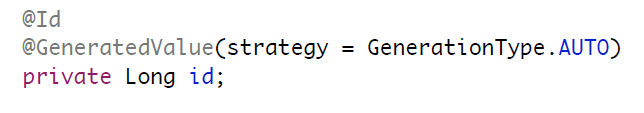 @Id
@GeneratedValue(strategy = GenerationType.AUTO)
private Long id;